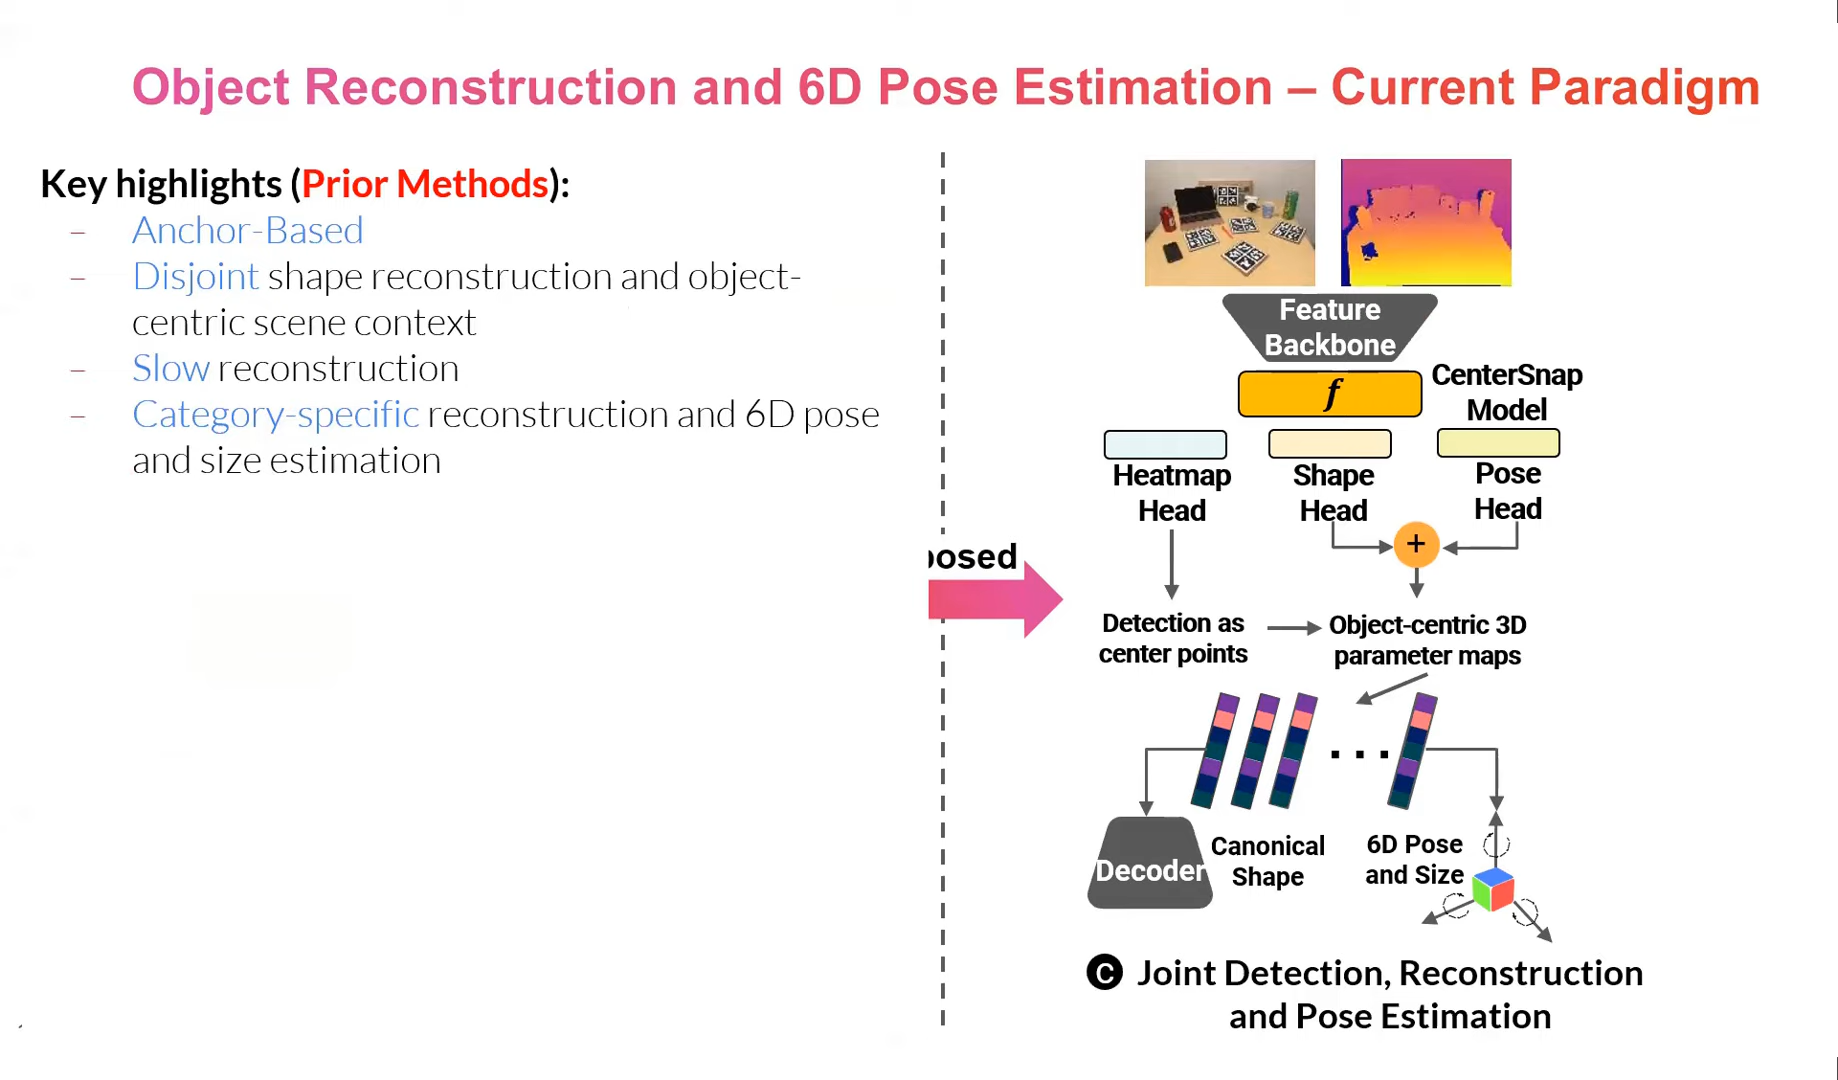 Object Reconstruction and 6D Pose Estimation – Current Paradigm
Key highlights (Prior Methods):
– Anchor-Based
– Disjoint shape reconstruction and object-
centric scene context
– Slow reconstruction
– Category-specific reconstruction and 6D pose
and size estimation
posed
Feature
Backbone
f
CenterSnap
Model
Heatmap
Head
Shape
Head
Pose
Head
+
Detection as
center points
Object-centric 3D
parameter maps
...
Decoder
Canonical
Shape
6D Pose
and Size
C Joint Detection, Reconstruction
and Pose Estimation